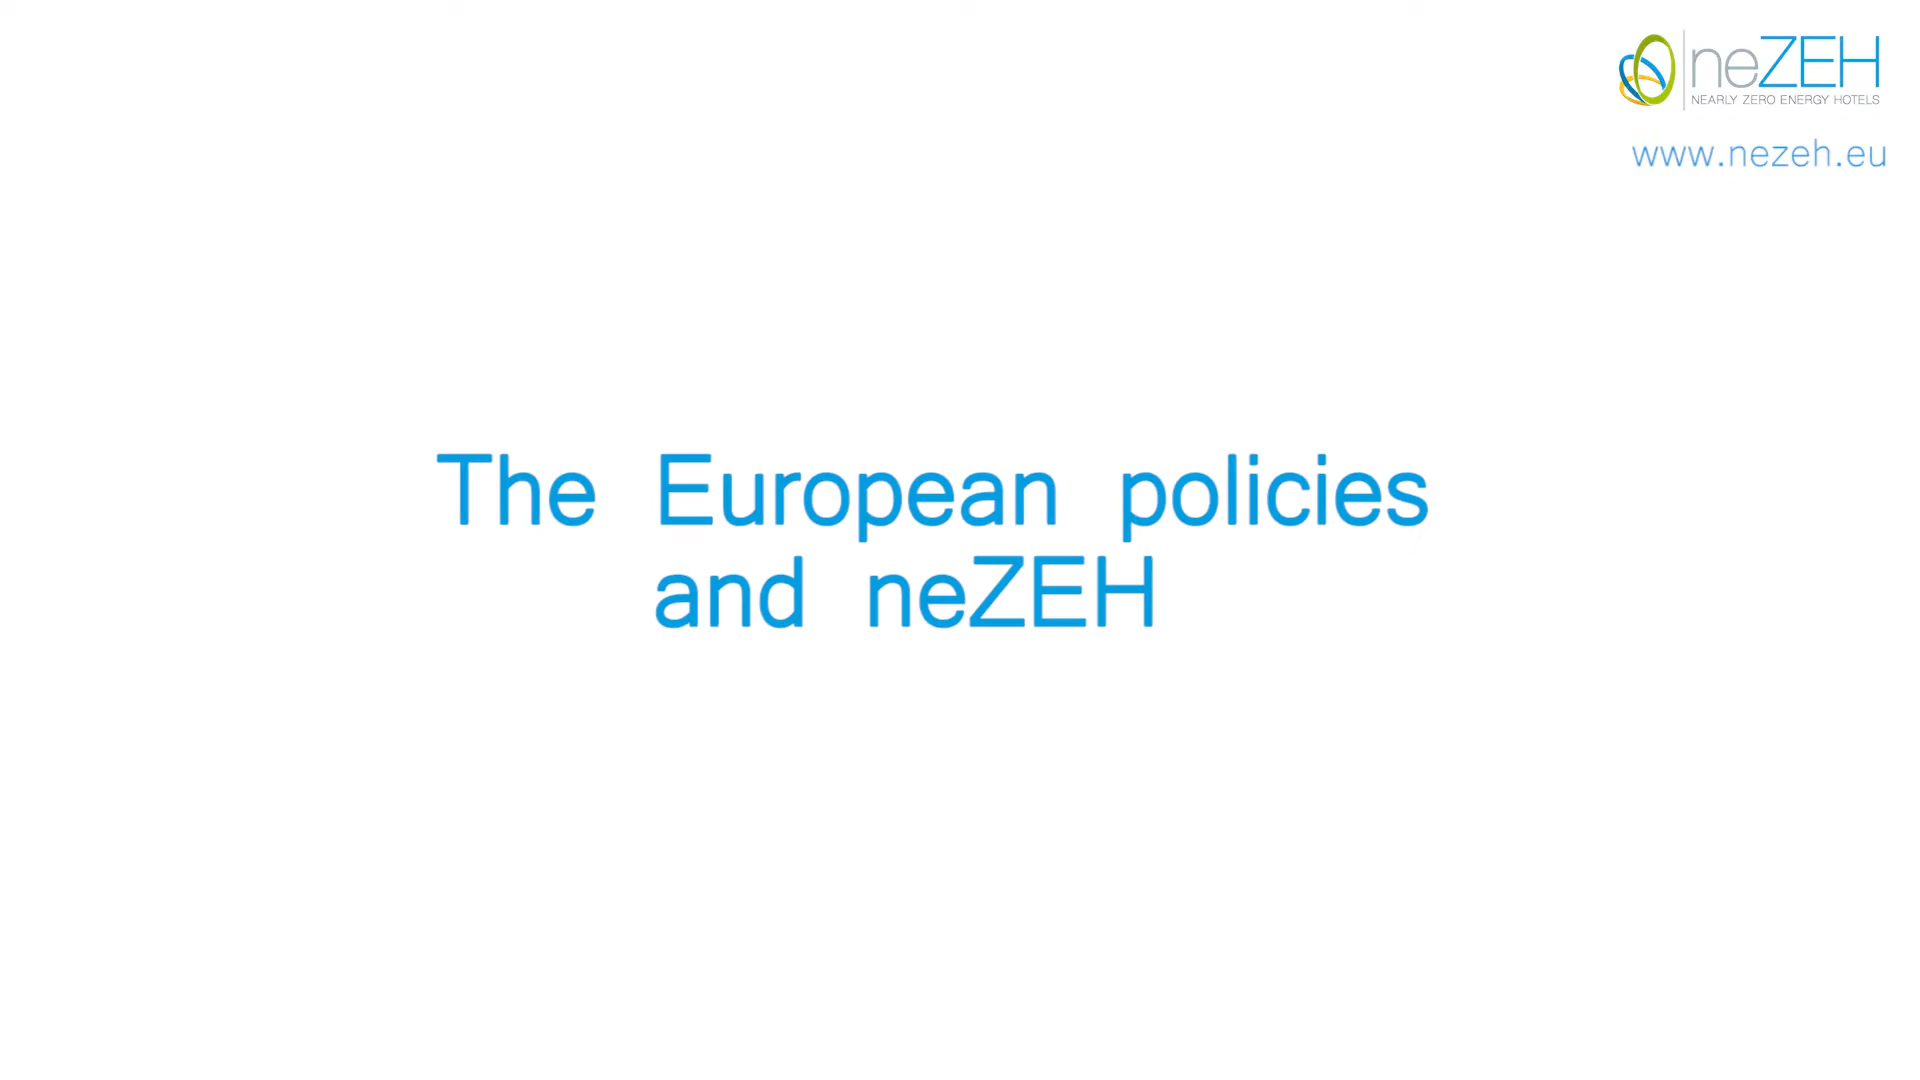 neZEH
NEARLY ZERO ENERGY HOTELS
www.nezeh.eu
The European policies
and neZEH